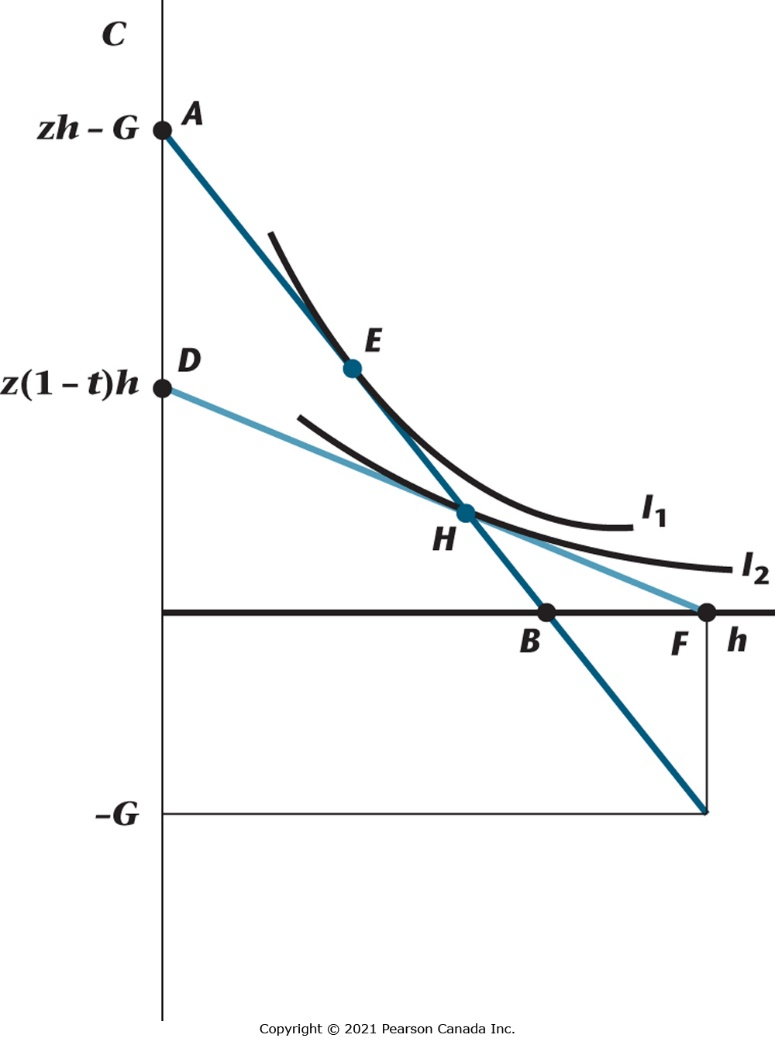 C
zh – G
A
E
D
z(1 – t)h
I1
H
I2
B
F
h
–G
Copyright © 2021 Pearson Canada Inc.